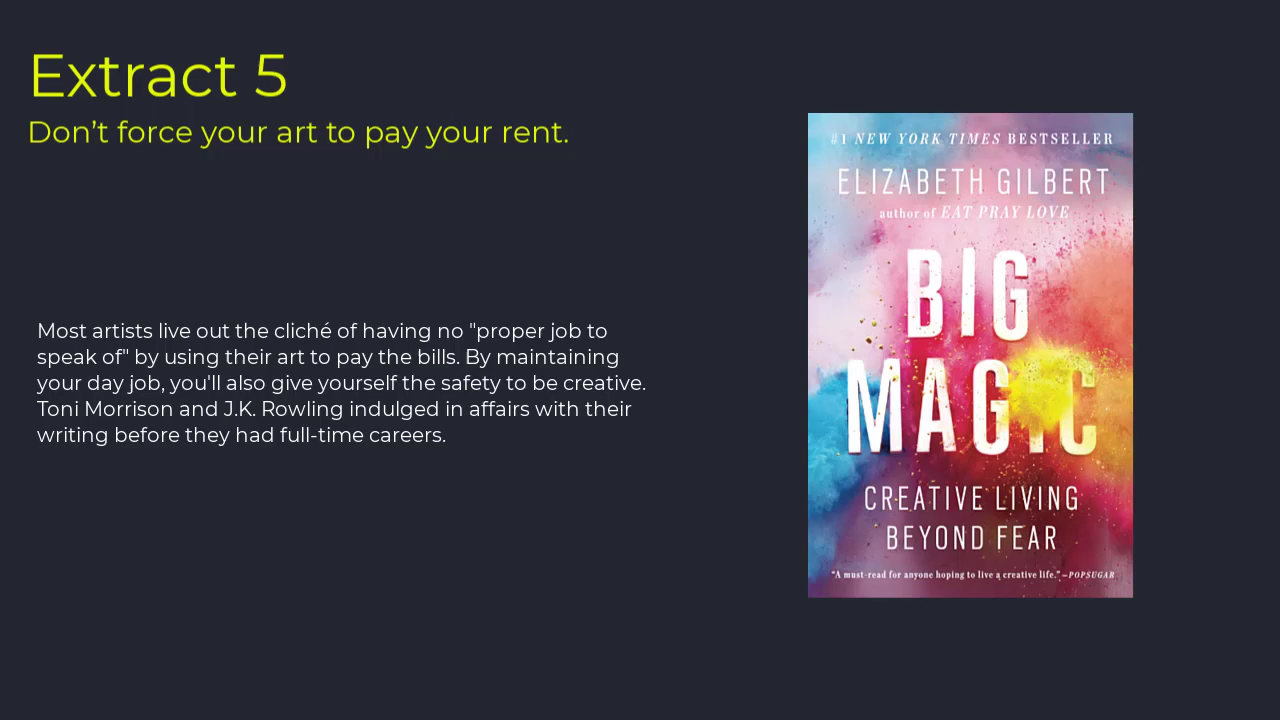 Extract 5
Don’t force your art to pay your rent.
Most artists live out the cliché of having no "proper job to
speak of" by using their art to pay the bills. By maintaining
your day job, you'll also give yourself the safety to be creative.
Toni Morrison and J.K. Rowling indulged in affairs with their
writing before they had full-time careers.
#1 NEW YORK TIMES BESTSELLER
ELIZABETH GILBERT
author of EAT PRAY LOVE
BIG
MAGIC
CREATIVE LIVING
BEYOND FEAR
“A must-read for anyone hoping to live a creative life.” —POPSUGAR